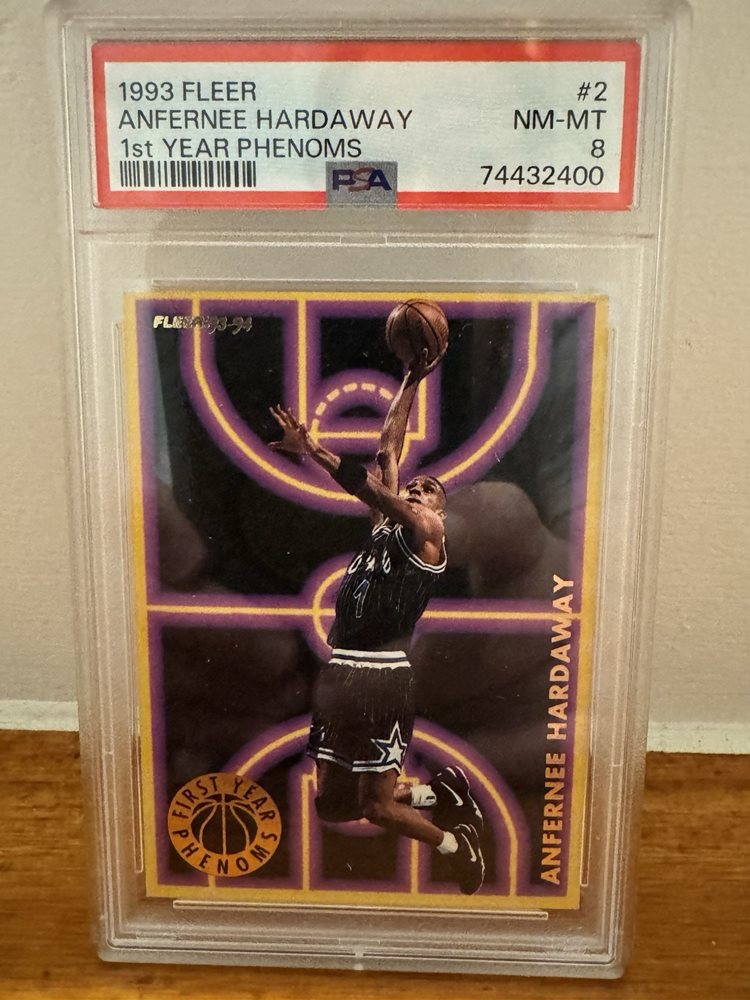 1993 FLEER #2
ANFERNEE HARDAWAY NM-MT
1st YEAR PHENOMS 8
PSA 74432400
FLEER 93-94
1
ANFERNEE HARDAWAY
FIRST YEAR PHENOMS